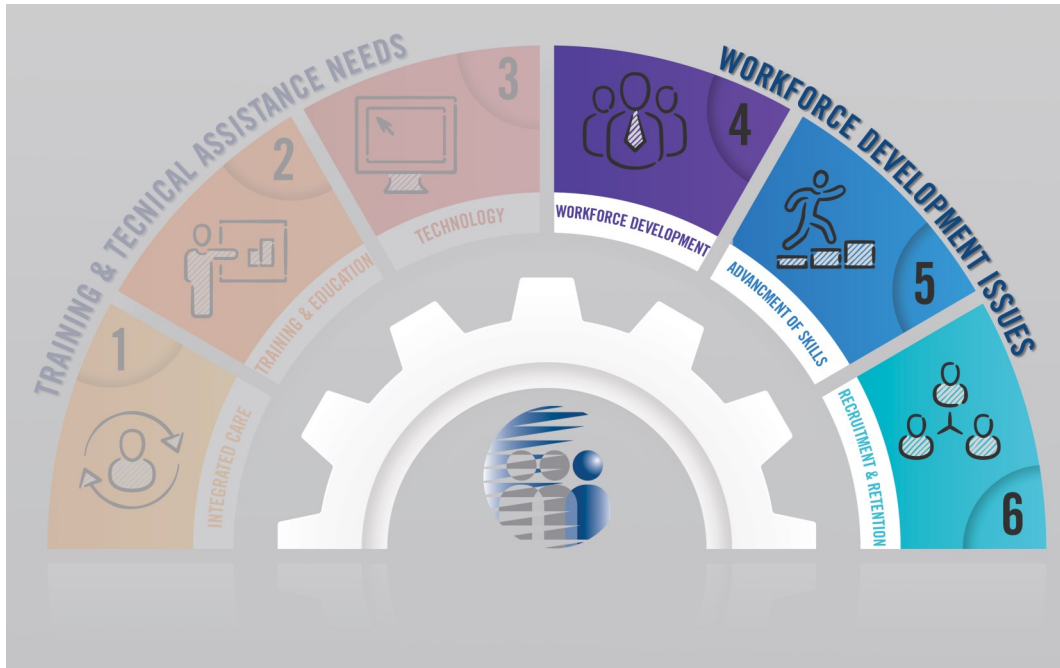 TRAINING & TECNICAL ASSISTANCE NEEDS
1
INTEGRATED CARE
2
TRAINING & EDUCATION
3
TECHNOLOGY
WORKFORCE DEVELOPMENT ISSUES
4
WORKFORCE DEVELOPMENT
5
ADVANCMENT OF SKILLS
6
RECRUITMENT & RETENTION